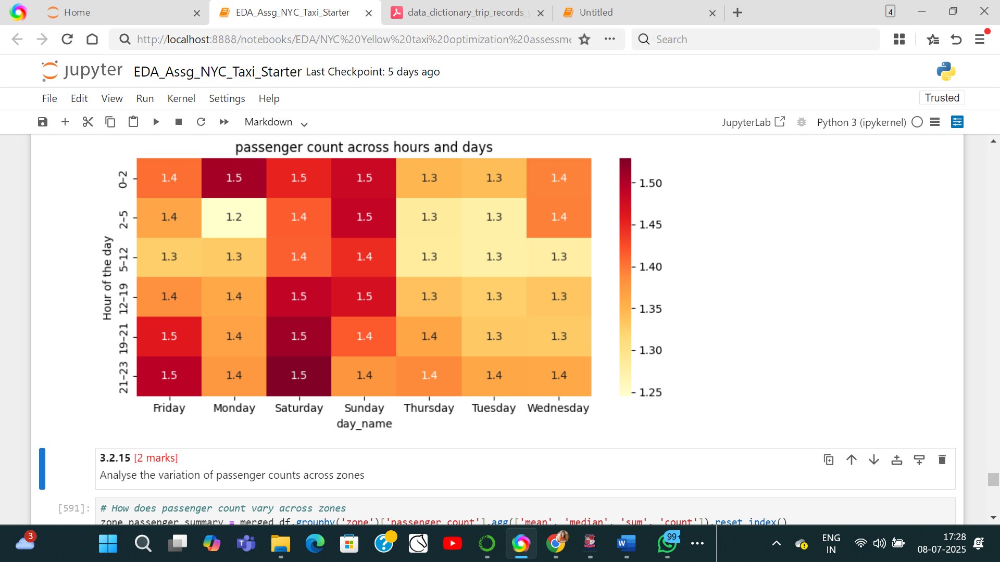 Home
EDA_Assg_NYC_Taxi_Starter
data_dictionary_trip_records_y
Untitled
4
http://localhost:8888/notebooks/EDA/NYC%20Yellow%20taxi%20optimization%20assessme
Search
jupyter EDA_Assg_NYC_Taxi_Starter Last Checkpoint: 5 days ago
File Edit View Run Kernel Settings Help
Trusted
Markdown
JupyterLab
Python 3 (ipykernel)
passenger count across hours and days
Hour of the day
0-2 1.4 1.5 1.5 1.5 1.3 1.3 1.4
2-5 1.4 1.2 1.4 1.5 1.3 1.3 1.4
5-12 1.3 1.3 1.4 1.4 1.3 1.3 1.3
12-19 1.4 1.4 1.5 1.5 1.3 1.3 1.3
19-21 1.5 1.4 1.5 1.4 1.4 1.3 1.3
21-23 1.5 1.4 1.5 1.4 1.4 1.4 1.4
Friday Monday Saturday Sunday Thursday Tuesday Wednesday
day_name
1.50
1.45
1.40
1.35
1.30
1.25
3.2.15 [2 marks]
Analyse the variation of passenger counts across zones
[591]:
# How does passenger count vary across zones
zone_passenger_summary = merged_df.groupby('zone')['passenger_count'].agg(['mean', 'median', 'sum', 'count']).reset_index()
3
99+
ENG
IN
17:28
08-07-2025